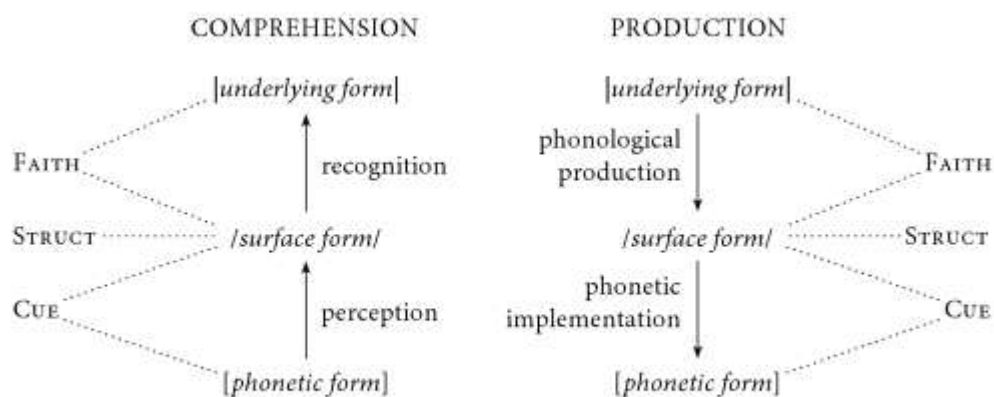 COMPREHENSION
|underlying form|
FAITH
recognition
STRUCT
/surface form/
CUE
perception
[phonetic form]
PRODUCTION
|underlying form|
phonological
production
FAITH
/surface form/
STRUCT
phonetic
implementation
CUE
[phonetic form]